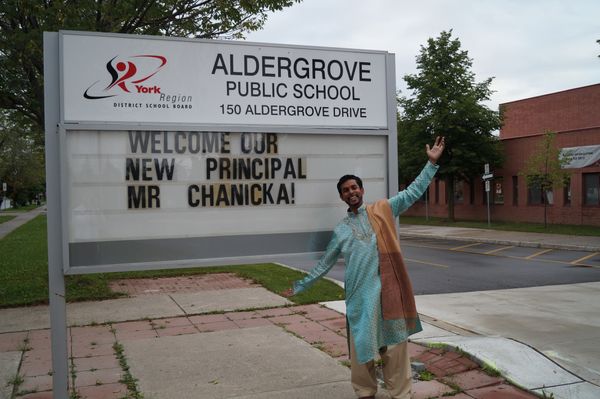 York
Region
DISTRICT SCHOOL BOARD
ALDERGROVE
PUBLIC SCHOOL
150 ALDERGROVE DRIVE
WELCOME OUR
NEW PRINCIPAL
MR CHANICKA!